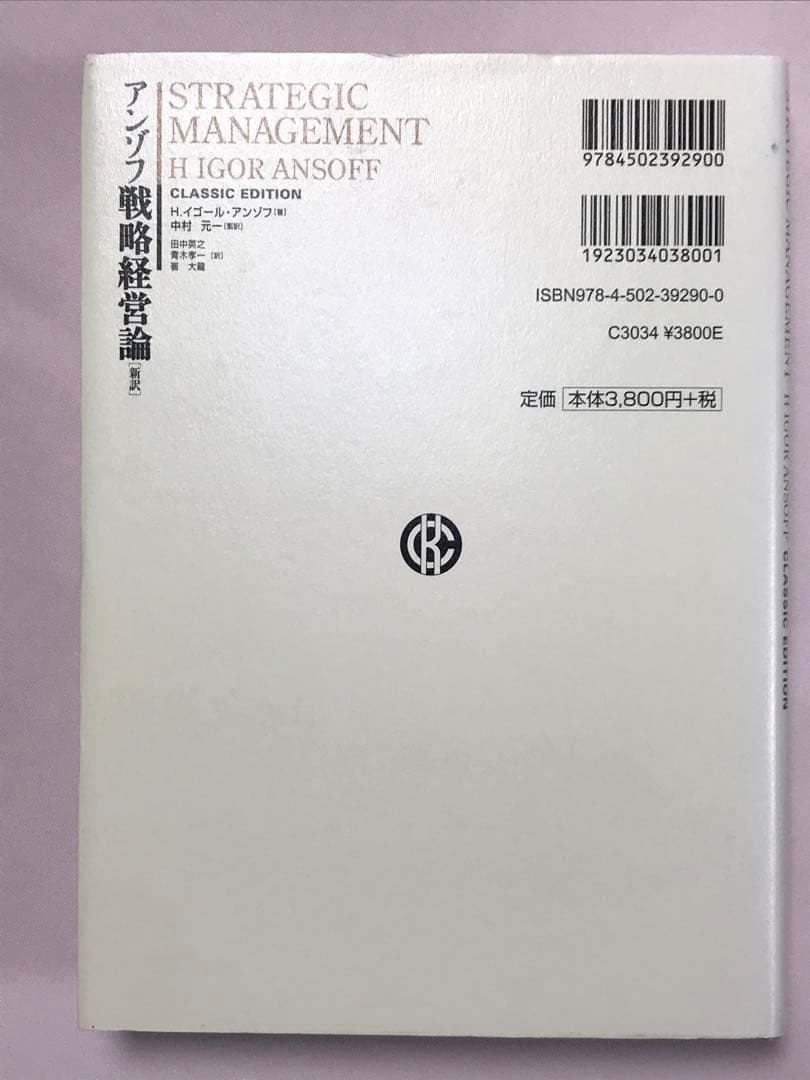 アンゾフ戦略経営論[新訳]
STRATEGIC
MANAGEMENT
H IGOR ANSOFF
CLASSIC EDITION
H.イゴール・アンゾフ[著]
中村 元一[監訳]
田中英之
青木孝一[訳]
崔 大龍
9784502392900
1923034038001
ISBN978-4-502-39290-0
C3034 ¥3800E
定価 本体3,800円+税
STRATEGIC MANAGEMENT H IGOR ANSOFF CLASSIC EDITION